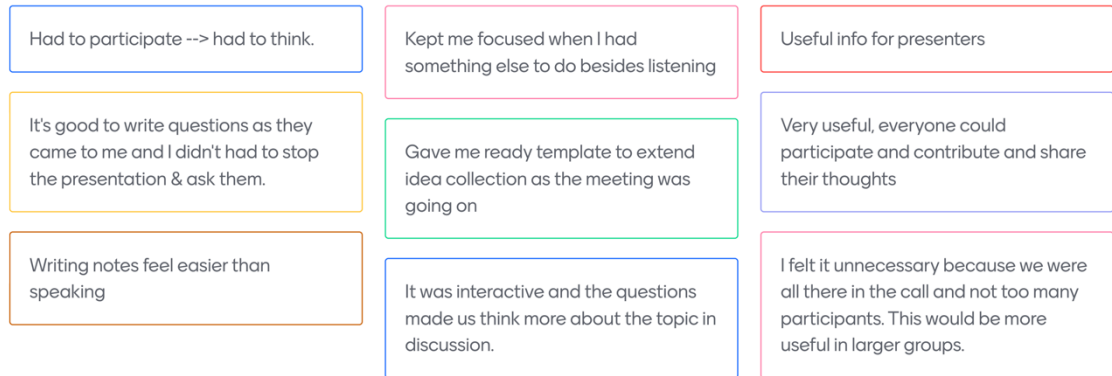 Had to participate --> had to think.
It's good to write questions as they
came to me and I didn't had to stop
the presentation & ask them.
Writing notes feel easier than
speaking
Kept me focused when I had
something else to do besides listening
Gave me ready template to extend
idea collection as the meeting was
going on
It was interactive and the questions
made us think more about the topic in
discussion.
Useful info for presenters
Very useful, everyone could
participate and contribute and share
their thoughts
I felt it unnecessary because we were
all there in the call and not too many
participants. This would be more
useful in larger groups.